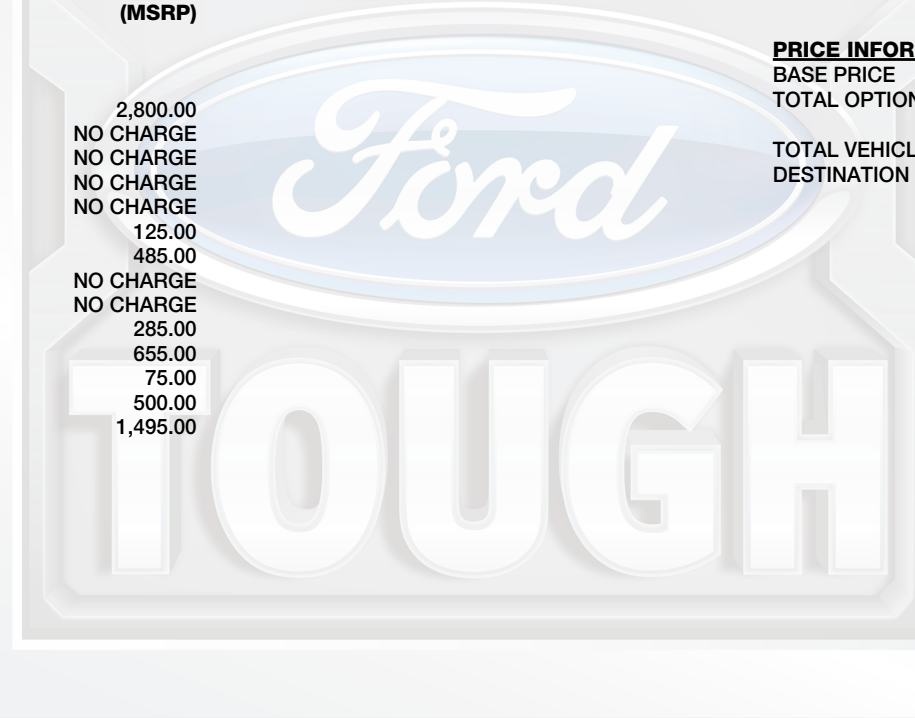 (MSRP)
2,800.00
NO CHARGE
NO CHARGE
NO CHARGE
NO CHARGE
125.00
485.00
NO CHARGE
NO CHARGE
285.00
655.00
75.00
500.00
1,495.00
PRICE INFOR
BASE PRICE
TOTAL OPTION
TOTAL VEHICL
DESTINATION
Ford
TOUGH